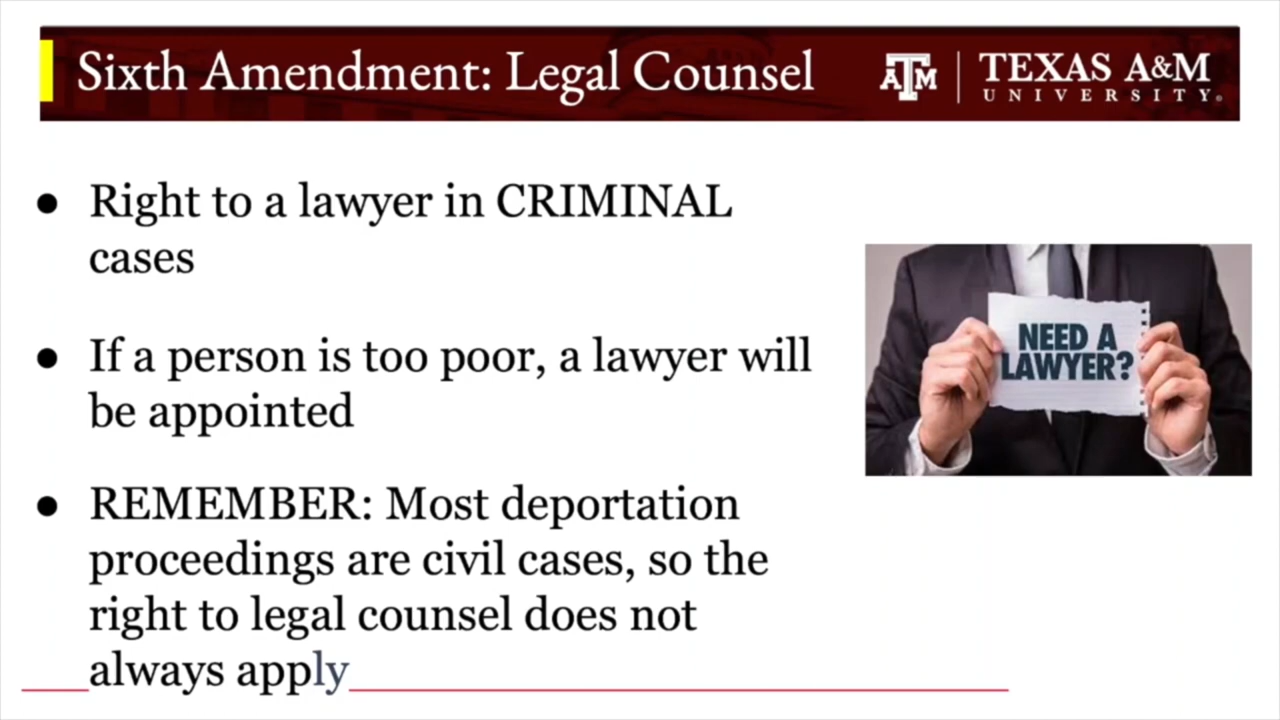 Sixth Amendment: Legal Counsel
ATM
TEXAS A&M
UNIVERSITY®
● Right to a lawyer in CRIMINAL
cases
● If a person is too poor, a lawyer will
be appointed
NEED A
LAWYER?
● REMEMBER: Most deportation
proceedings are civil cases, so the
right to legal counsel does not
always apply